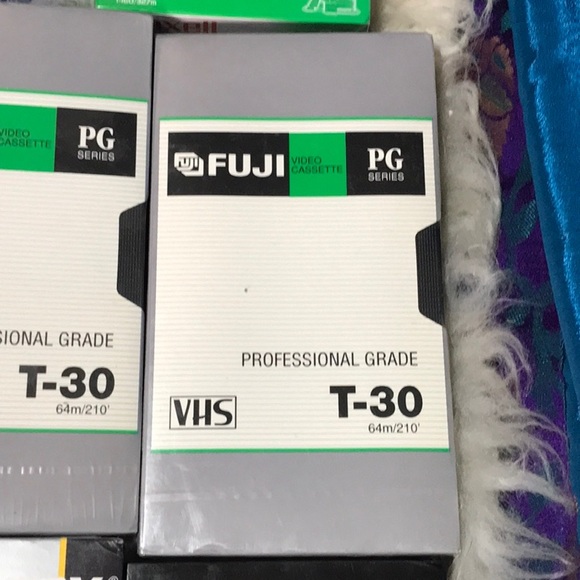 VIDEO
CASSETTE
PG
SERIES
SIONAL GRADE
T-30
64m/210'
FUJI
FUJI
VIDEO
CASSETTE
PG
SERIES
PROFESSIONAL GRADE
VHS
T-30
64m/210'